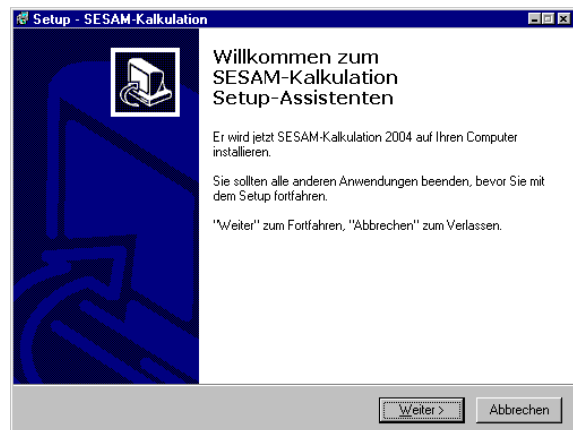 Setup - SESAM-Kalkulation
Willkommen zum
SESAM-Kalkulation
Setup-Assistenten
Er wird jetzt SESAM-Kalkulation 2004 auf Ihren Computer
installieren.
Sie sollten alle anderen Anwendungen beenden, bevor Sie mit
dem Setup fortfahren.
"Weiter" zum Fortfahren, "Abbrechen" zum Verlassen.
Weiter >
Abbrechen